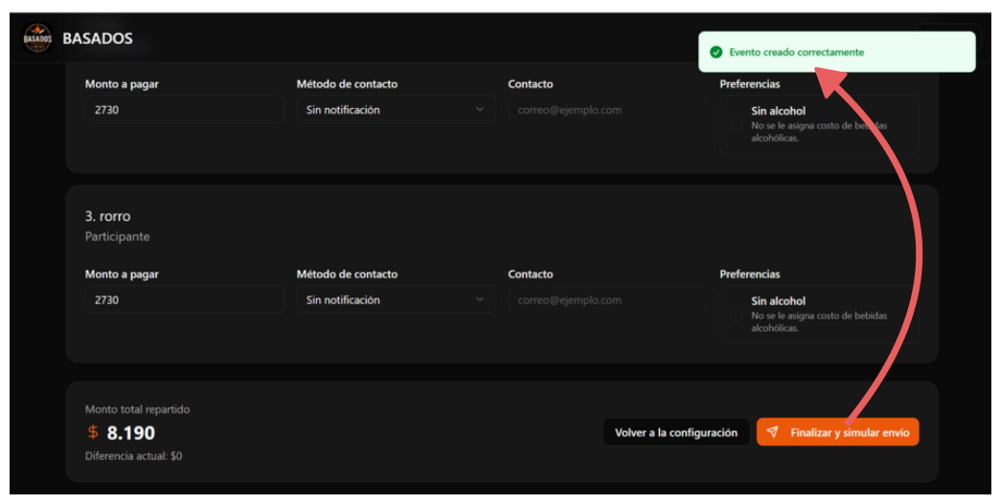 BASADOS
BASADOS
Evento creado correctamente
Monto a pagar
Método de contacto
Contacto
Preferencias
2730
Sin notificación
correo@ejemplo.com
Sin alcohol
No se le asigna costo de bebidas
alcohólicas.
3. rorro
Participante
Monto a pagar
Método de contacto
Contacto
Preferencias
2730
Sin notificación
correo@ejemplo.com
Sin alcohol
No se le asigna costo de bebidas
alcohólicas.
Monto total repartido
$ 8.190
Diferencia actual: $0
Volver a la configuración
Finalizar y simular envío